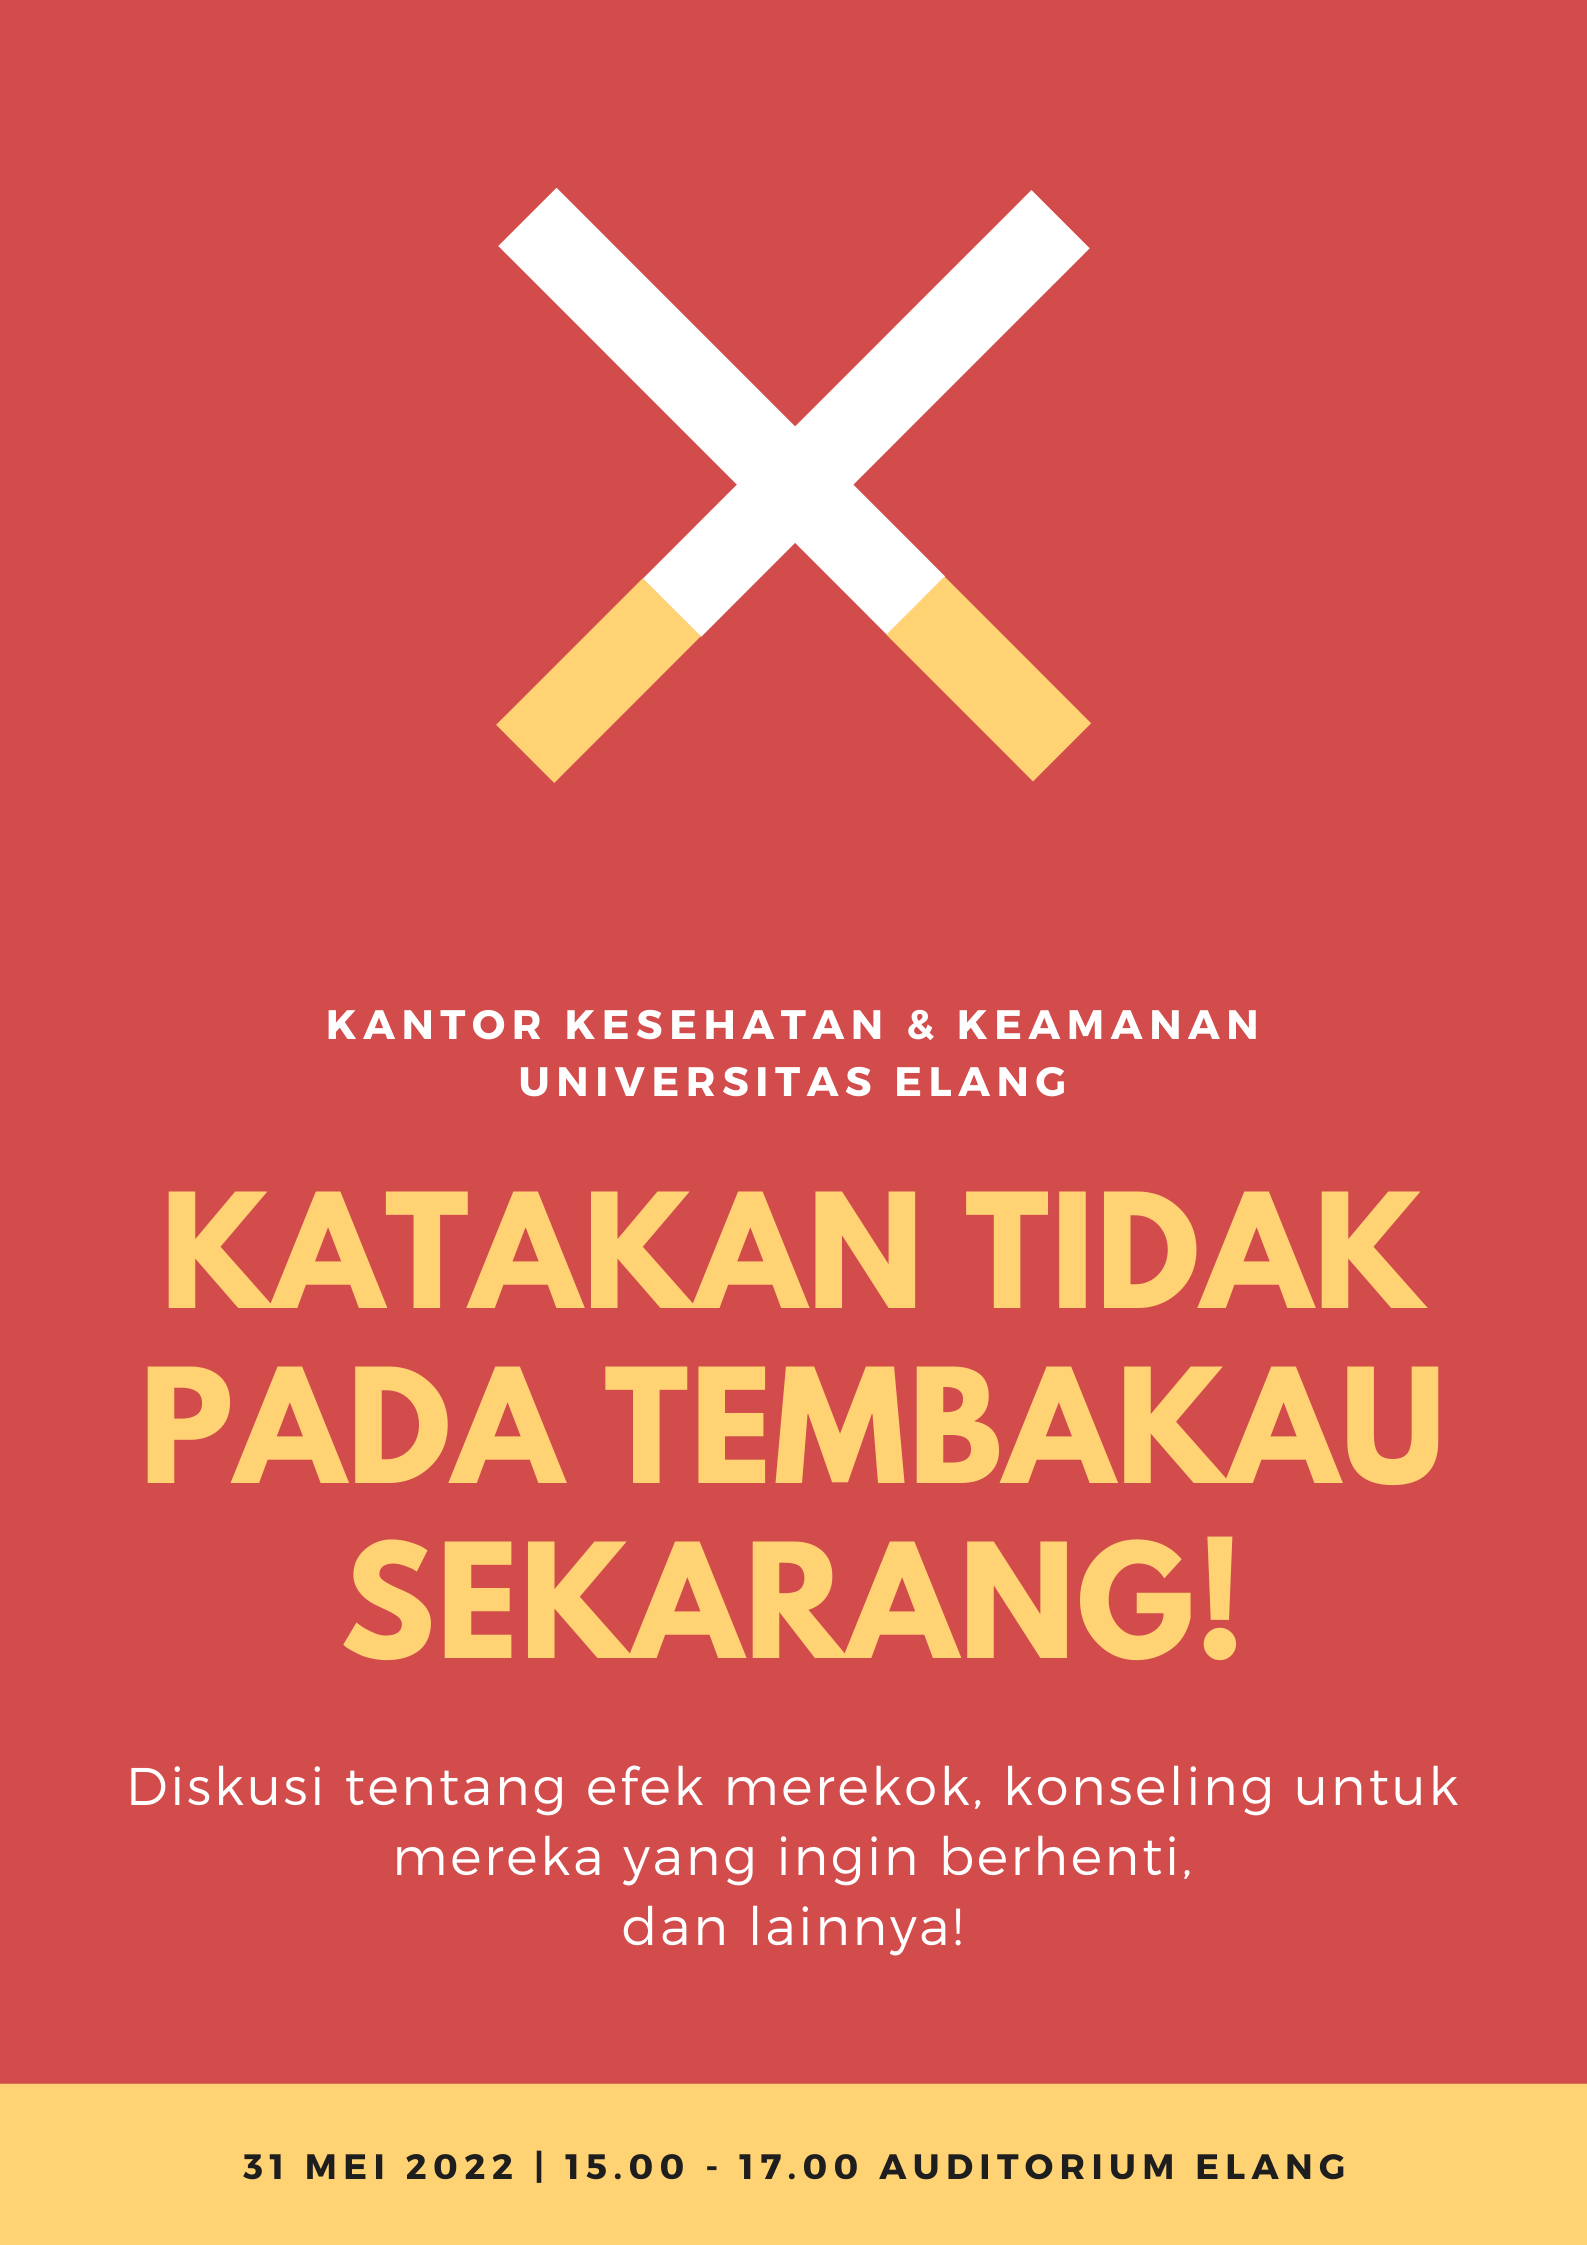 KANTOR KESEHATAN & KEAMANAN
UNIVERSITAS ELANG
KATAKAN TIDAK
PADA TEMBAKAU
SEKARANG!
Diskusi tentang efek merekok, konseling untuk
mereka yang ingin berhenti,
dan lainnya!
31 MEI 2022 | 15.00 - 17.00 AUDITORIUM ELANG